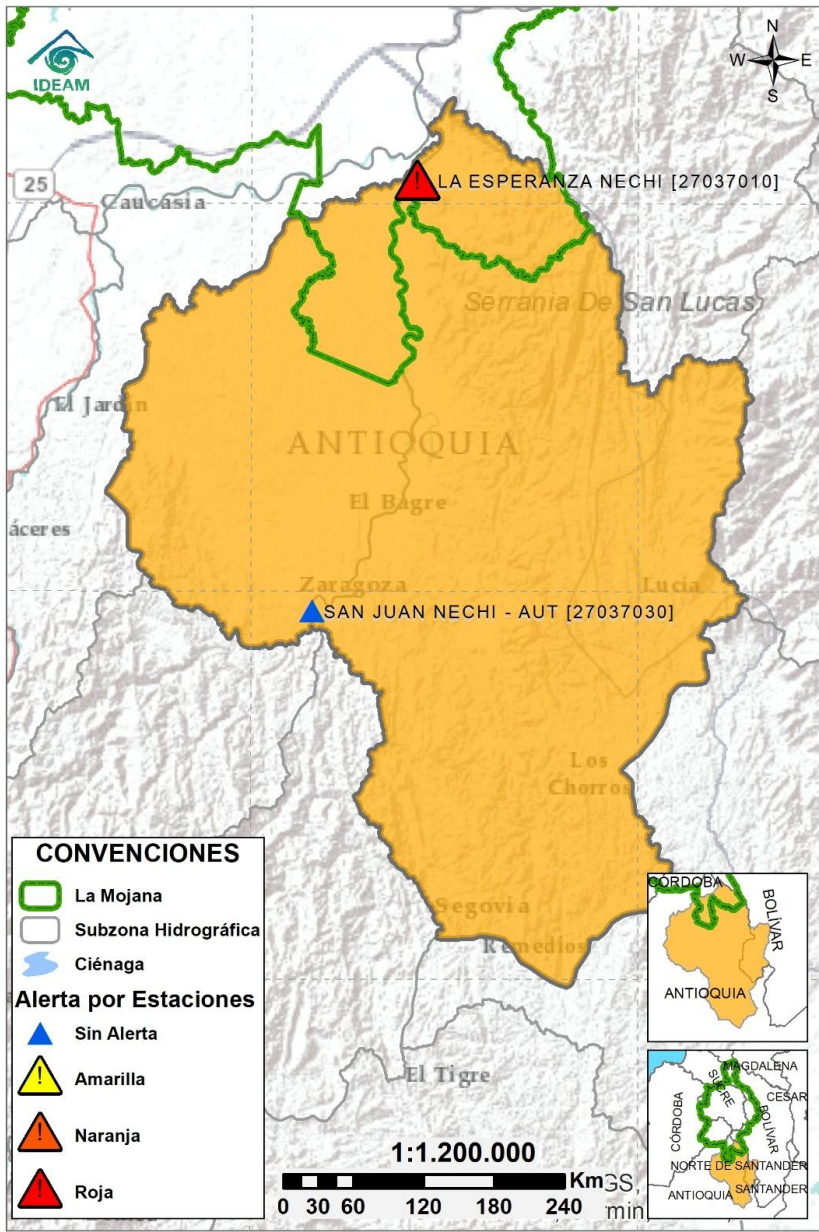 IDEAM
N
W
E
S
25
Caucasia
LA ESPERANZA NECHI [27037010]
Serrania De San Lucas
El Jardin
ANTIOQUIA
El Bagre
áceres
Zaragoza
Lucia
SAN JUAN NECHI - AUT [27037030]
Los
Chorros
Segovia
Remedios
El Tigre
CONVENCIONES
La Mojana
Subzona Hidrográfica
Ciénaga
Alerta por Estaciones
Sin Alerta
! Amarilla
! Naranja
! Roja
1:1.200.000
Km
0 30 60 120 180 240
GS,
min
CÓRDOBA
BOLÍVAR
ANTIOQUIA
MAGDALENA
SUCRE
CESAR
CÓRDOBA
BOLÍVAR
NORTE DE SANTANDER
ANTIOQUIA
SANTANDER